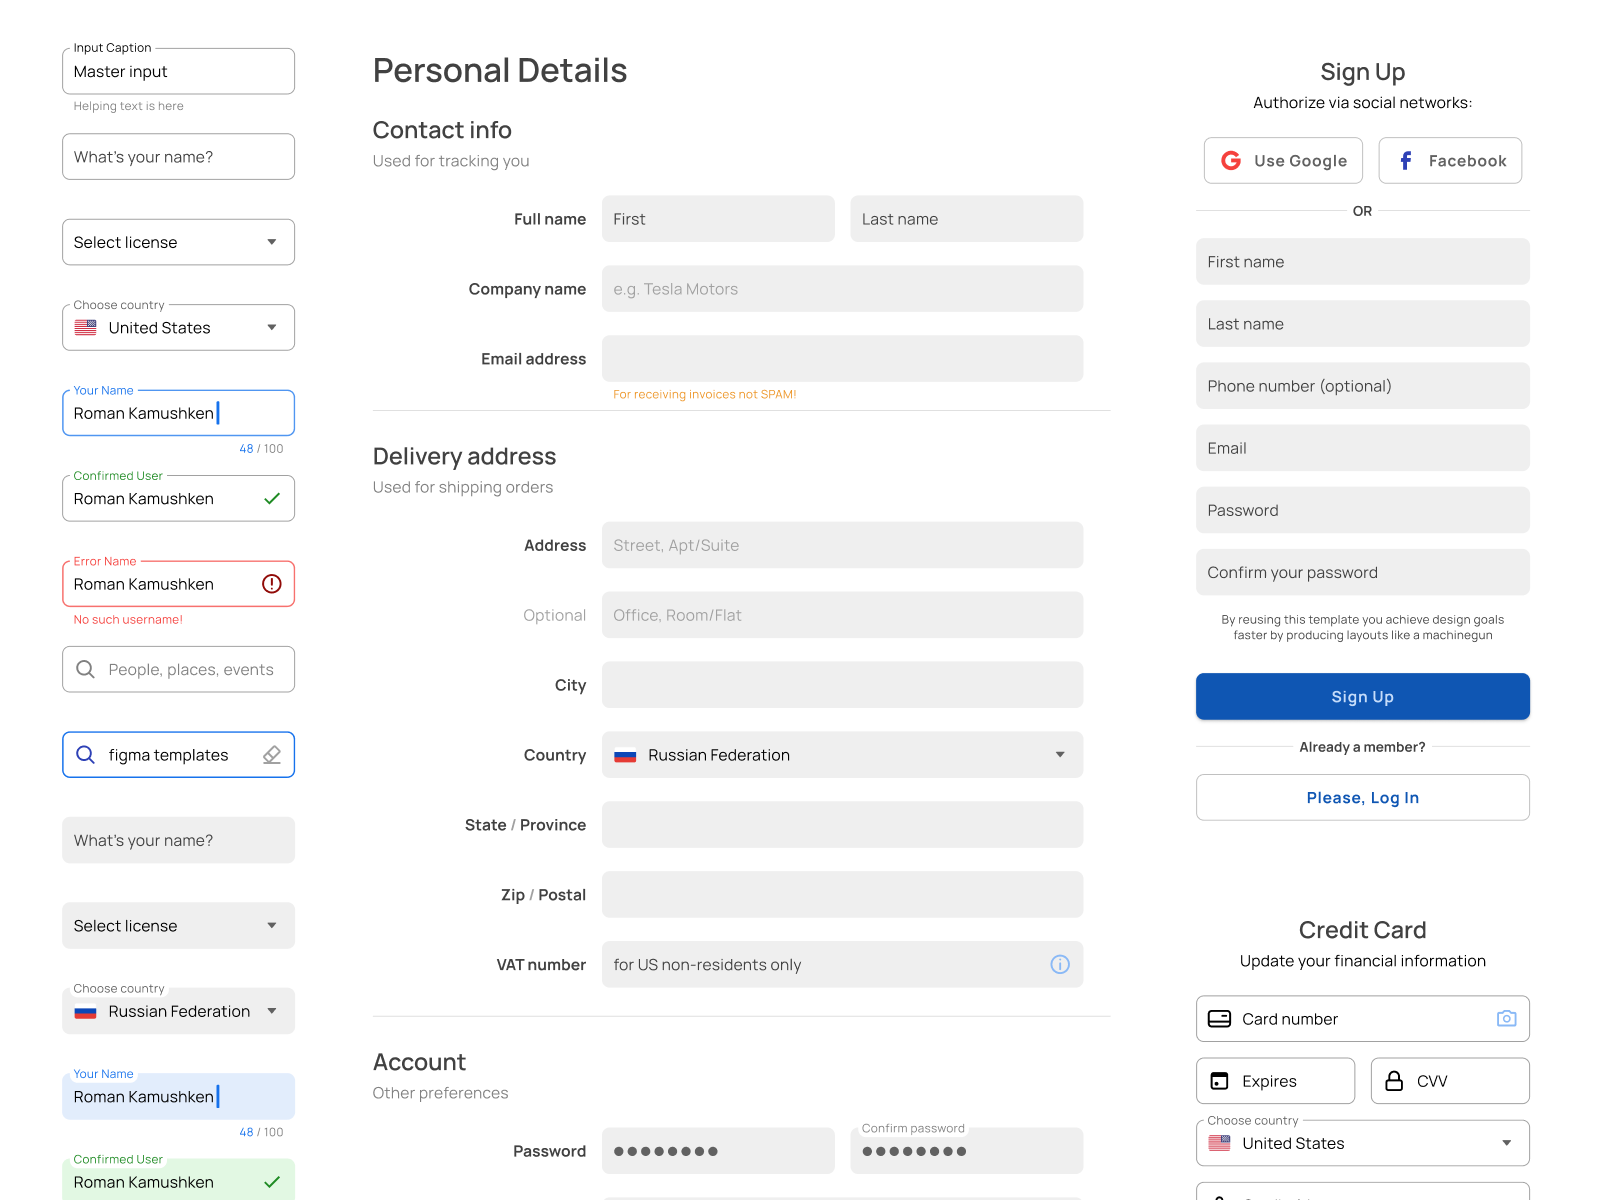 Input Caption
Master input
Helping text is here
What's your name?
Select license
Choose country
United States
Your Name
Roman Kamushken
48 / 100
Confirmed User
Roman Kamushken
Error Name
Roman Kamushken
No such username!
People, places, events
figma templates
What's your name?
Select license
Choose country
Russian Federation
Your Name
Roman Kamushken
48 / 100
Confirmed User
Roman Kamushken
Personal Details
Contact info
Used for tracking you
Full name First Last name
Company name e.g. Tesla Motors
Email address
For receiving invoices not SPAM!
Delivery address
Used for shipping orders
Address Street, Apt/Suite
Optional Office, Room/Flat
City
Country Russian Federation
State / Province
Zip / Postal
VAT number for US non-residents only
Account
Other preferences
Confirm password
Password ●●●●●●●● ●●●●●●●●
Sign Up
Authorize via social networks:
Use Google Facebook
OR
First name
Last name
Phone number (optional)
Email
Password
Confirm your password
By reusing this template you achieve design goals
faster by producing layouts like a machinegun
Sign Up
Already a member?
Please, Log In
Credit Card
Update your financial information
Card number
Expires CVV
Choose country
United States